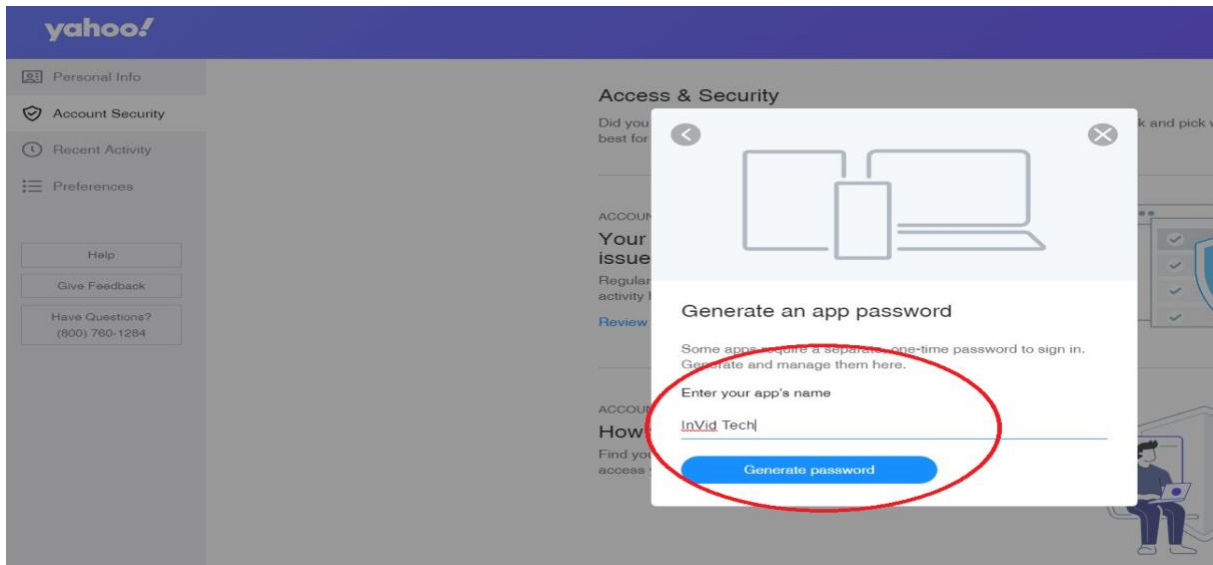 yahoo!
Personal Info
Account Security
Recent Activity
Preferences
Help
Give Feedback
Have Questions?
(800) 760-1284
Access & Security
Did you
k and pick
best for
ACCOUN
Your
issue
Regular
activity
Review
Generate an app password
Some apps require a separate, one-time password to sign in.
Generate and manage them here.
Enter your app's name
InVid Tech
Generate password
ACCOU
How
Find you
access